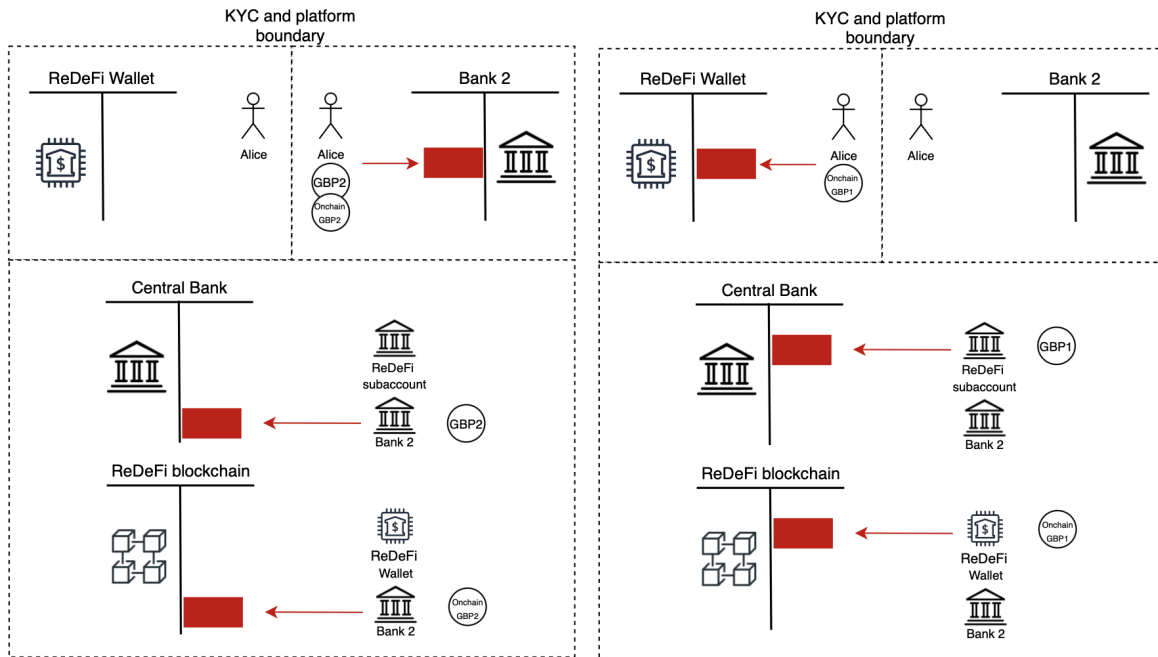 KYC and platform
boundary
ReDeFi Wallet
Bank 2
$
Alice
Alice
GBP2
Onchain
GBP2
Central Bank
ReDeFi
subaccount
Bank 2
GBP2
ReDeFi blockchain
$
ReDeFi
Wallet
Bank 2
Onchain
GBP2
KYC and platform
boundary
ReDeFi Wallet
Bank 2
$
Alice
Onchain
GBP1
Alice
Central Bank
ReDeFi
subaccount
GBP1
Bank 2
ReDeFi blockchain
$
ReDeFi
Wallet
Onchain
GBP1
Bank 2